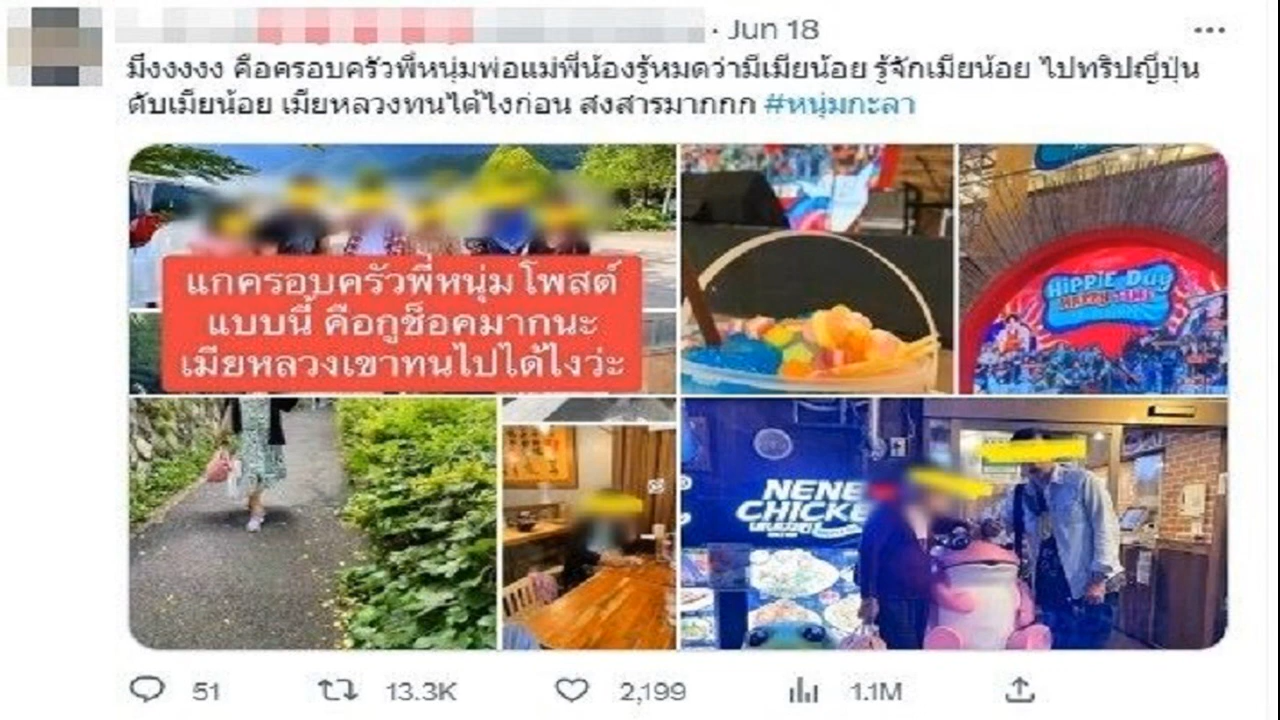 · Jun 18
มึงงงงงง คือครอบครัวพี่หนุ่มพ่อแม่พี่น้องรู้หมดว่ามีเมียน้อย รู้จักเมียน้อย ไปทริปญี่ปุ่น
ดับเมียน้อย เมียหลวงทนได้ไงก่อน สงสารมากกก #หนุ่มกะลา
แกครอบครัวพี่หนุ่ม โพสต์
แบบนี้ คือกูช็อคมากนะ
เมียหลวงเขาทนไปได้ไงว่ะ
HIPPIE Day
NENE
CHICKE
51
13.3K
2,199
1.1M